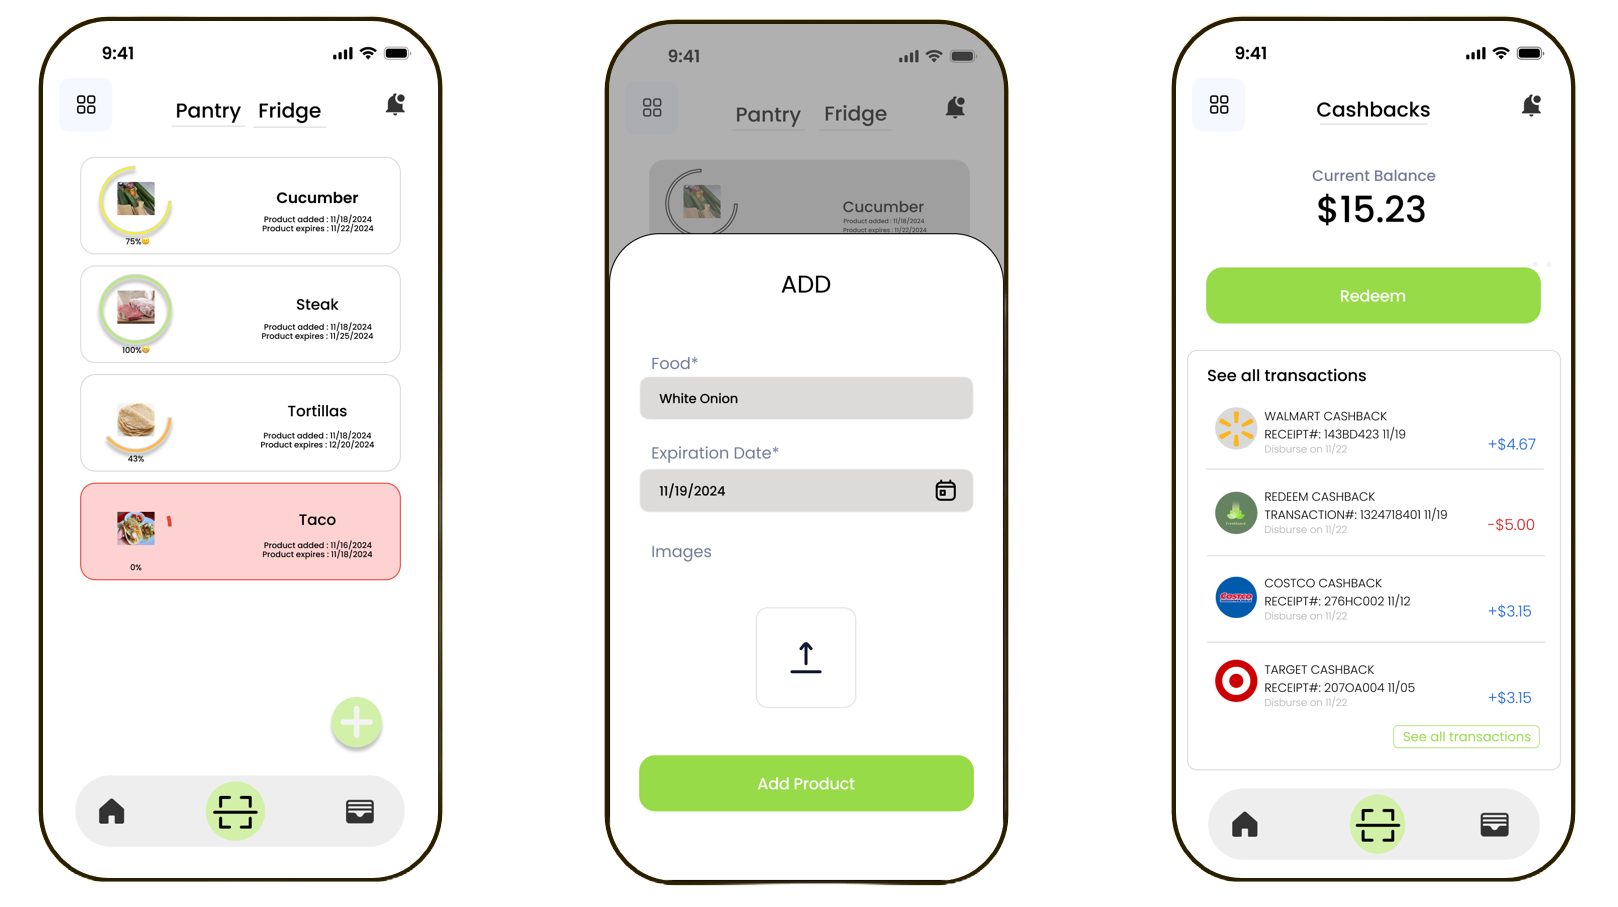 9:41
Pantry Fridge
Cucumber
Product added : 11/18/2024
Product expires : 11/22/2024
75%
Steak
Product added : 11/18/2024
Product expires : 11/25/2024
100%
Tortillas
Product added : 11/18/2024
Product expires : 12/20/2024
43%
Taco
Product added : 11/16/2024
Product expires : 11/18/2024
0%
9:41
Pantry Fridge
Cucumber
Product added : 11/18/2024
Product expires : 11/22/2024
ADD
Food*
White Onion
Expiration Date*
11/19/2024
Images
Add Product
9:41
Cashbacks
Current Balance
$15.23
Redeem
See all transactions
WALMART CASHBACK
RECEIPT#: 143BD423 11/19
Disburse on 11/22
+$4.67
REDEEM CASHBACK
TRANSACTION#: 1324718401 11/19
Disburse on 11/22
-$5.00
COSTCO CASHBACK
RECEIPT#: 276HC002 11/12
Disburse on 11/22
+$3.15
Costco
TARGET CASHBACK
RECEIPT#: 207OA004 11/05
Disburse on 11/22
+$3.15
See all transactions